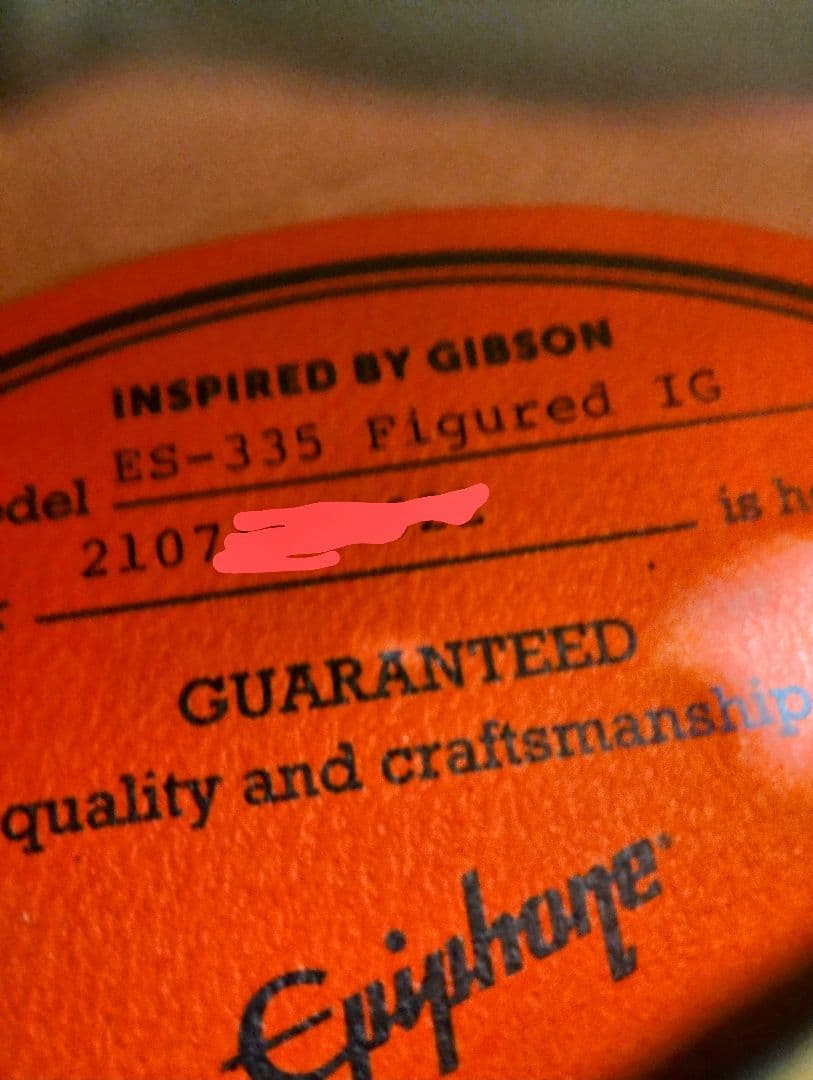 INSPIRED BY GIBSON
del ES-335 Figured IG
2107
is h
GUARANTEED
quality and craftsmanship
Epiphone